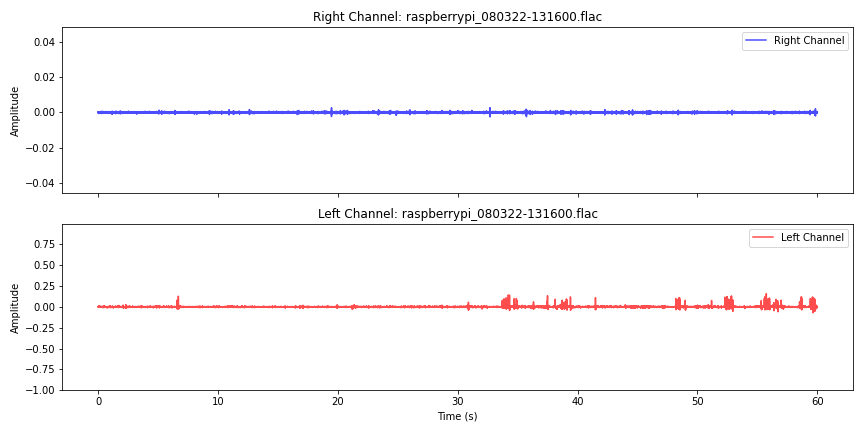 Right Channel: raspberrypi_080322-131600.flac
Right Channel
Amplitude
0.04
0.02
0.00
−0.02
−0.04
Left Channel: raspberrypi_080322-131600.flac
Left Channel
Amplitude
0.75
0.50
0.25
0.00
−0.25
−0.50
−0.75
−1.00
0 10 20 30 40 50 60
Time (s)